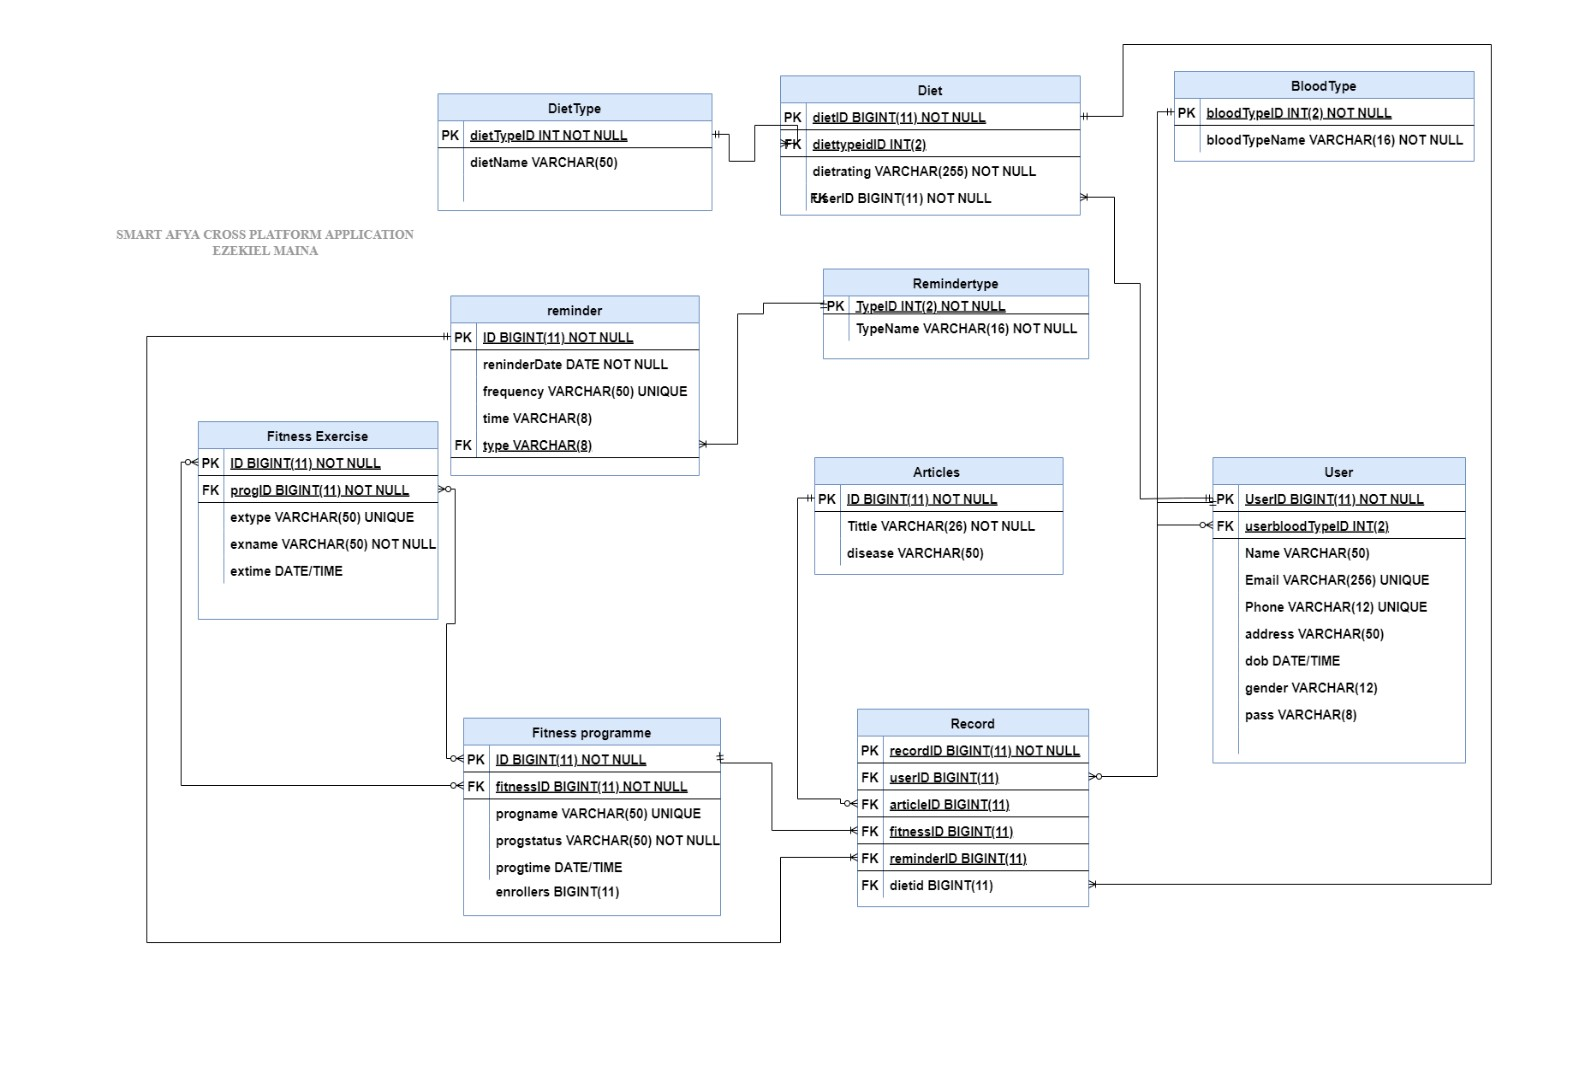 DietType
PK dietTypeID INT NOT NULL
dietName VARCHAR(50)
Diet
PK dietID BIGINT(11) NOT NULL
FK diettypeidID INT(2)
dietrating VARCHAR(255) NOT NULL
FK UserID BIGINT(11) NOT NULL
BloodType
PK bloodTypeID INT(2) NOT NULL
bloodTypeName VARCHAR(16) NOT NULL
SMART AFYA CROSS PLATFORM APPLICATION
EZEKIEL MAINA
reminder
PK ID BIGINT(11) NOT NULL
reninderDate DATE NOT NULL
frequency VARCHAR(50) UNIQUE
time VARCHAR(8)
FK type VARCHAR(8)
Remindertype
PK TypeID INT(2) NOT NULL
TypeName VARCHAR(16) NOT NULL
Fitness Exercise
PK ID BIGINT(11) NOT NULL
FK progID BIGINT(11) NOT NULL
extype VARCHAR(50) UNIQUE
exname VARCHAR(50) NOT NULL
extime DATE/TIME
Articles
PK ID BIGINT(11) NOT NULL
Tittle VARCHAR(26) NOT NULL
disease VARCHAR(50)
User
PK UserID BIGINT(11) NOT NULL
FK userbloodTypeID INT(2)
Name VARCHAR(50)
Email VARCHAR(256) UNIQUE
Phone VARCHAR(12) UNIQUE
address VARCHAR(50)
dob DATE/TIME
gender VARCHAR(12)
pass VARCHAR(8)
Fitness programme
PK ID BIGINT(11) NOT NULL
FK fitnessID BIGINT(11) NOT NULL
progname VARCHAR(50) UNIQUE
progstatus VARCHAR(50) NOT NULL
progtime DATE/TIME
enrollers BIGINT(11)
Record
PK recordID BIGINT(11) NOT NULL
FK userID BIGINT(11)
FK articleID BIGINT(11)
FK fitnessID BIGINT(11)
FK reminderID BIGINT(11)
FK dietid BIGINT(11)